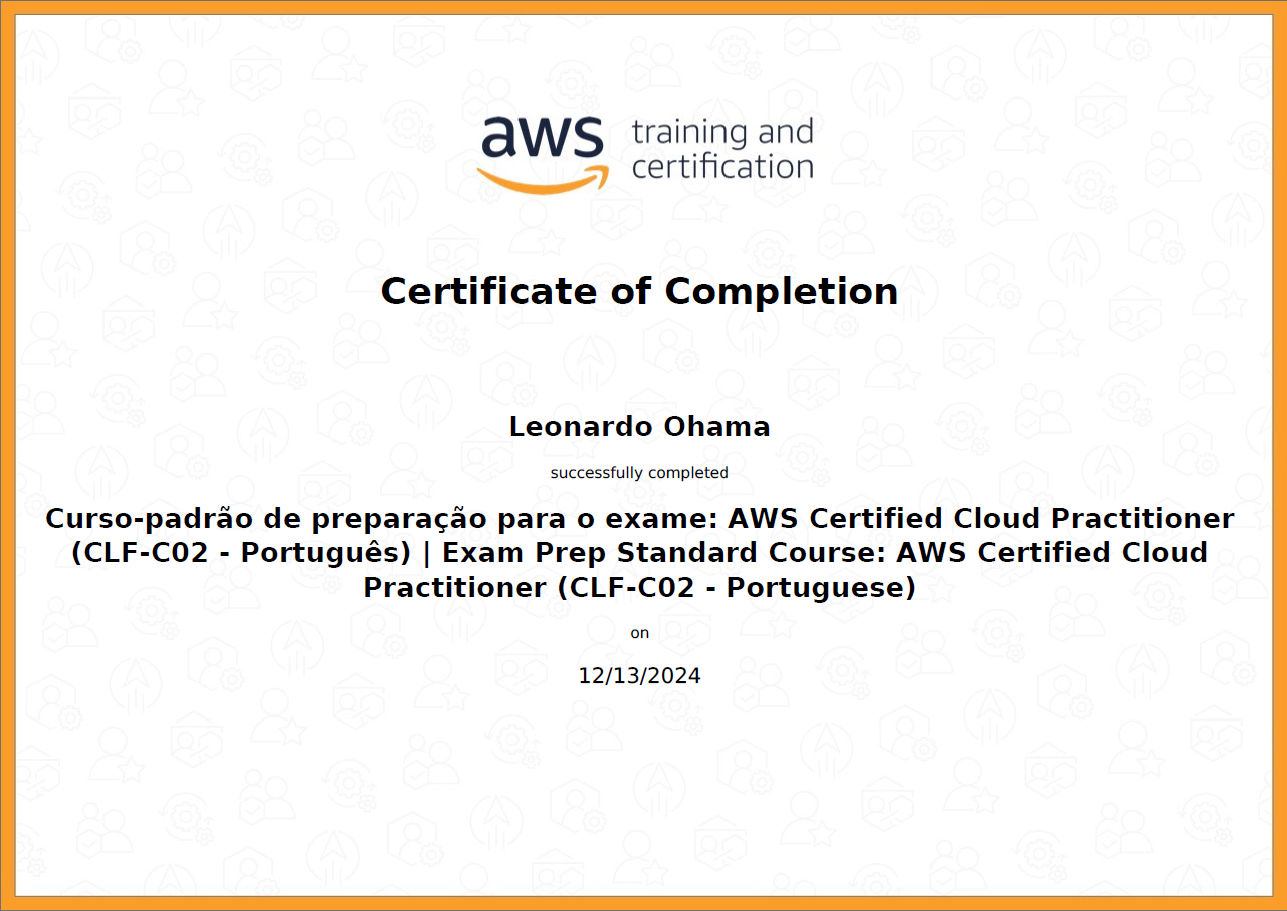 aws training and
certification
Certificate of Completion
Leonardo Ohama
successfully completed
Curso-padrão de preparação para o exame: AWS Certified Cloud Practitioner
(CLF-C02 - Português) | Exam Prep Standard Course: AWS Certified Cloud
Practitioner (CLF-C02 - Portuguese)
on
12/13/2024